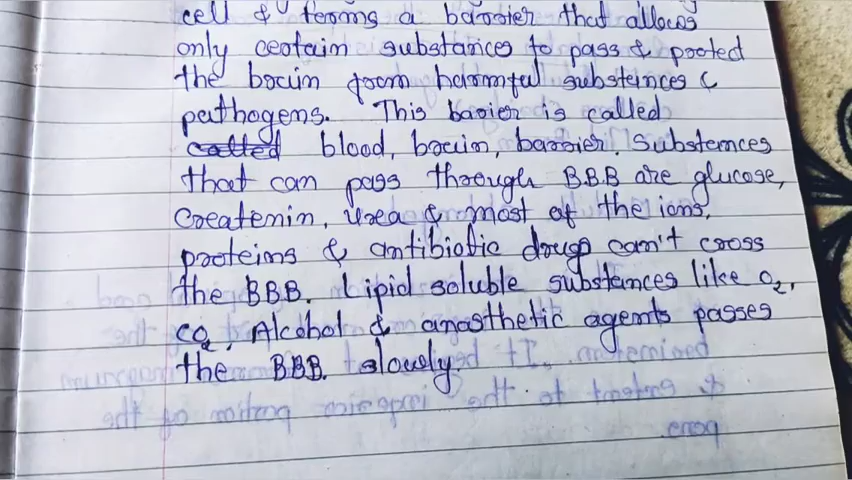 cell & forms a barrier that allows
only certain substances to pass & protect
the brain from harmful substances &
pathogens. This barier is called
called blood, brain, barrier. Substances
that can pass through B.B.B are glucose,
Createnin, urea & most of the ions,
proteins & antibiotic drugs can't cross
the BBB. Lipid soluble substances like O2,
CO2, Alcohol & anasthetic agents passes
the BBB. slowly.